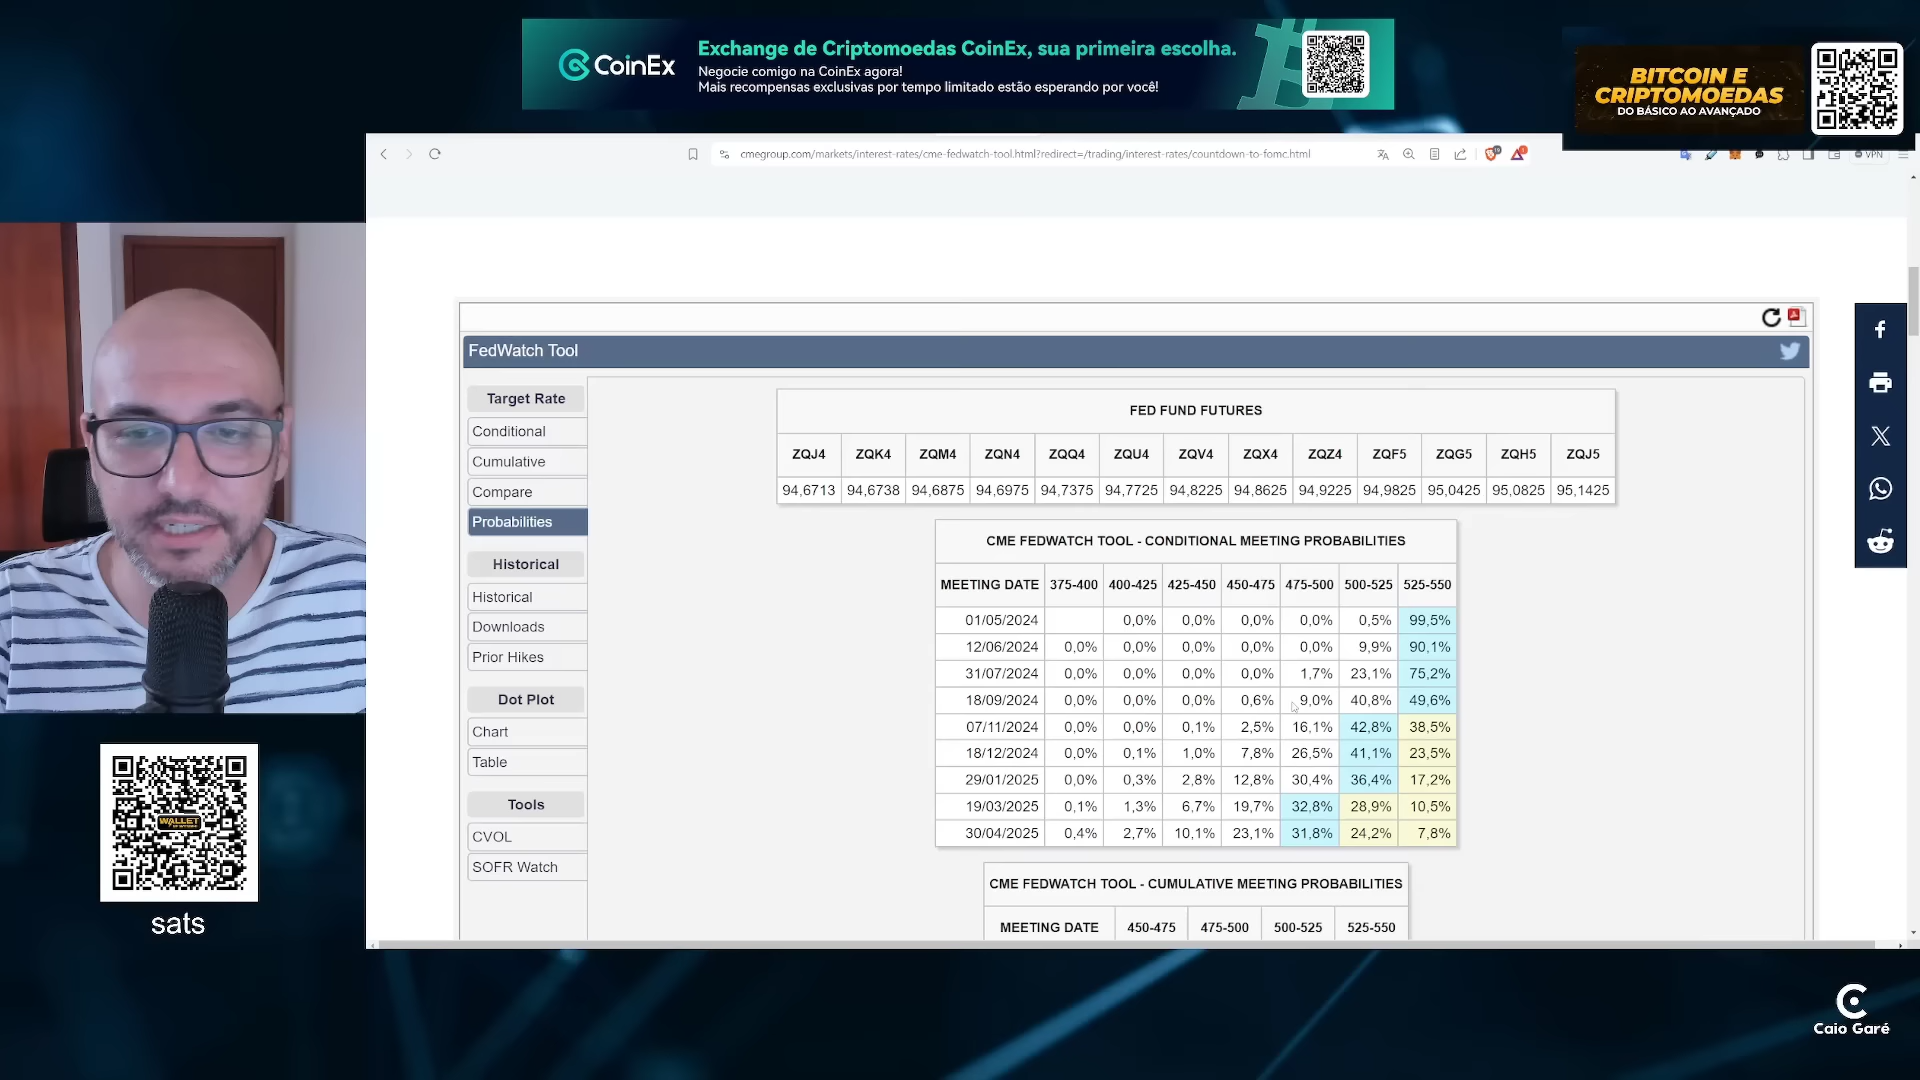 CoinEx
Exchange de Criptomoedas CoinEx, sua primeira escolha.
Negocie comigo na CoinEx agora!
Mais recompensas exclusivas por tempo limitado estão esperando por você!
BITCOIN E
CRIPTOMOEDAS
DO BÁSICO AO AVANÇADO
cmegroup.com/markets/interest-rates/cme-fedwatch-tool.html?redirect=/trading/interest-rates/countdown-to-fomc.html
VPN
FedWatch Tool
Target Rate
Conditional
Cumulative
Compare
Probabilities
Historical
Historical
Downloads
Prior Hikes
Dot Plot
Chart
Table
Tools
CVOL
SOFR Watch
FED FUND FUTURES
ZQJ4 ZQK4 ZQM4 ZQN4 ZQQ4 ZQU4 ZQV4 ZQX4 ZQZ4 ZQF5 ZQG5 ZQH5 ZQJ5
94,6713 94,6738 94,6875 94,6975 94,7375 94,7725 94,8225 94,8625 94,9225 94,9825 95,0425 95,0825 95,1425
CME FEDWATCH TOOL - CONDITIONAL MEETING PROBABILITIES
MEETING DATE 375-400 400-425 425-450 450-475 475-500 500-525 525-550
01/05/2024 0,0% 0,0% 0,0% 0,0% 0,5% 99,5%
12/06/2024 0,0% 0,0% 0,0% 0,0% 0,0% 9,9% 90,1%
31/07/2024 0,0% 0,0% 0,0% 0,0% 1,7% 23,1% 75,2%
18/09/2024 0,0% 0,0% 0,0% 0,6% 9,0% 40,8% 49,6%
07/11/2024 0,0% 0,0% 0,1% 2,5% 16,1% 42,8% 38,5%
18/12/2024 0,0% 0,1% 1,0% 7,8% 26,5% 41,1% 23,5%
29/01/2025 0,0% 0,3% 2,8% 12,8% 30,4% 36,4% 17,2%
19/03/2025 0,1% 1,3% 6,7% 19,7% 32,8% 28,9% 10,5%
30/04/2025 0,4% 2,7% 10,1% 23,1% 31,8% 24,2% 7,8%
CME FEDWATCH TOOL - CUMULATIVE MEETING PROBABILITIES
MEETING DATE 450-475 475-500 500-525 525-550
WALLET
sats
Caio Garé